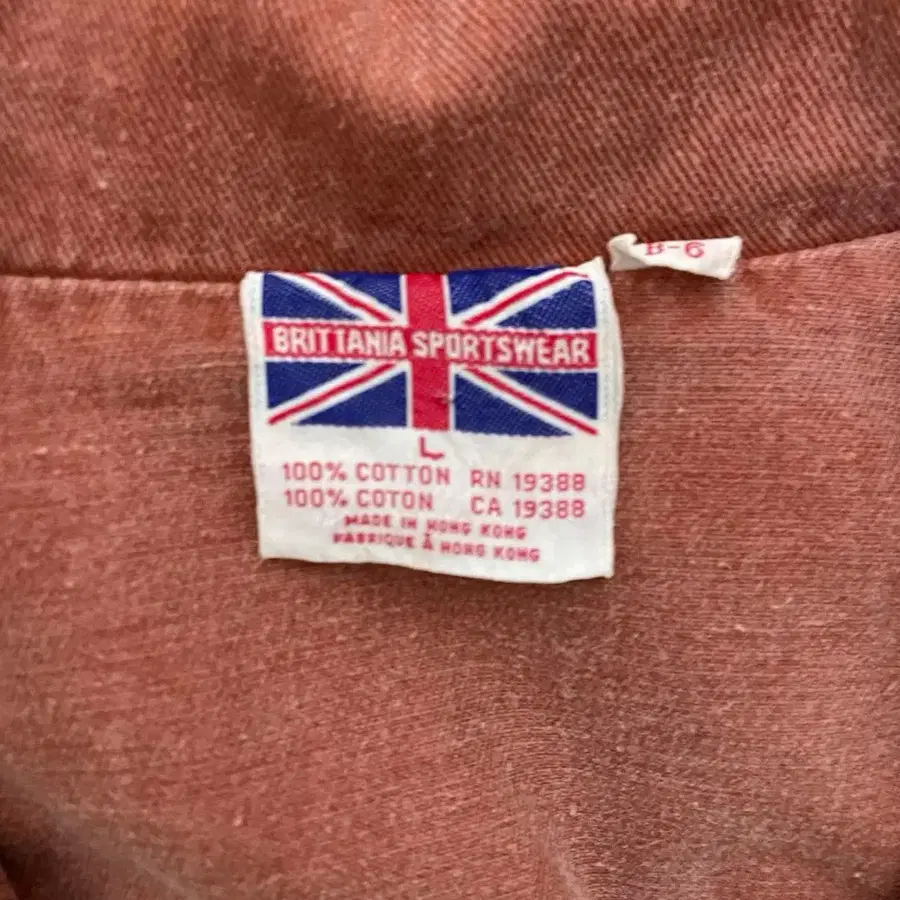 B-6
BRITTANIA SPORTSWEAR
L
100% COTTON RN 19388
100% COTON CA 19388
MADE IN HONG KONG
FABRIQUE À HONG KONG